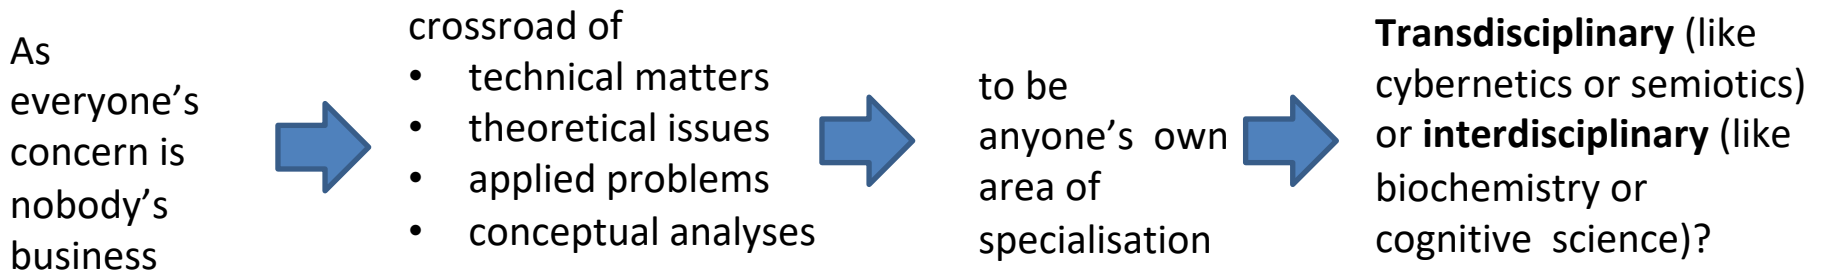 As
everyone’s
concern is
nobody’s
business
crossroad of
• technical matters
• theoretical issues
• applied problems
• conceptual analyses
to be
anyone’s own
area of
specialisation
Transdisciplinary (like
cybernetics or semiotics)
or interdisciplinary (like
biochemistry or
cognitive science)?